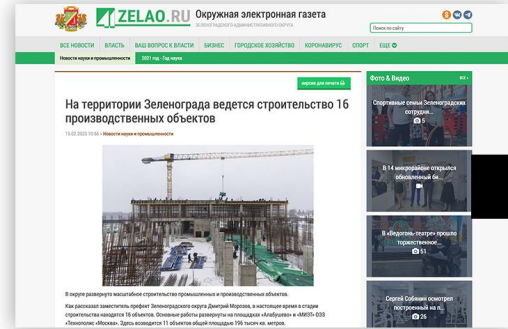 ZELAO.RU Окружная электронная газета
ЗЕЛЕНОГРАДСКОГО АДМИНИСТРАТИВНОГО ОКРУГА
Поиск по сайту
ВСЕ НОВОСТИ ВЛАСТЬ ВАШ ВОПРОС К ВЛАСТИ БИЗНЕС ГОРОДСКОЕ ХОЗЯЙСТВО КОРОНАВИРУС СПОРТ ЕЩЕ
Новости науки и промышленности 2021 год - Год науки
версия для печати
На территории Зеленограда ведется строительство 16
производственных объектов
Новости науки и промышленности
В округе развернуто масштабное строительство промышленных и производственных объектов.
Как рассказал заместитель префект Зеленоградского округа Дмитрий Морозов, в настоящее время в стадии
строительства находятся 16 объектов. Основные работы развернуты на площадках «Алабушево» и «МИЭТ» ОЭЗ
«Технополис «Москва». Здесь возводится 11 объектов общей площадью 196 тысяч кв. метров.
Фото & Видео все »
Спортивные семьи Зеленоградских
сотрудни...
5
В 14 микрорайоне открылся
обновленный би...
В «Ведогонь-театре» прошло
торжественное...
51
Сергей Собянин осмотрел
построенный на п...
26